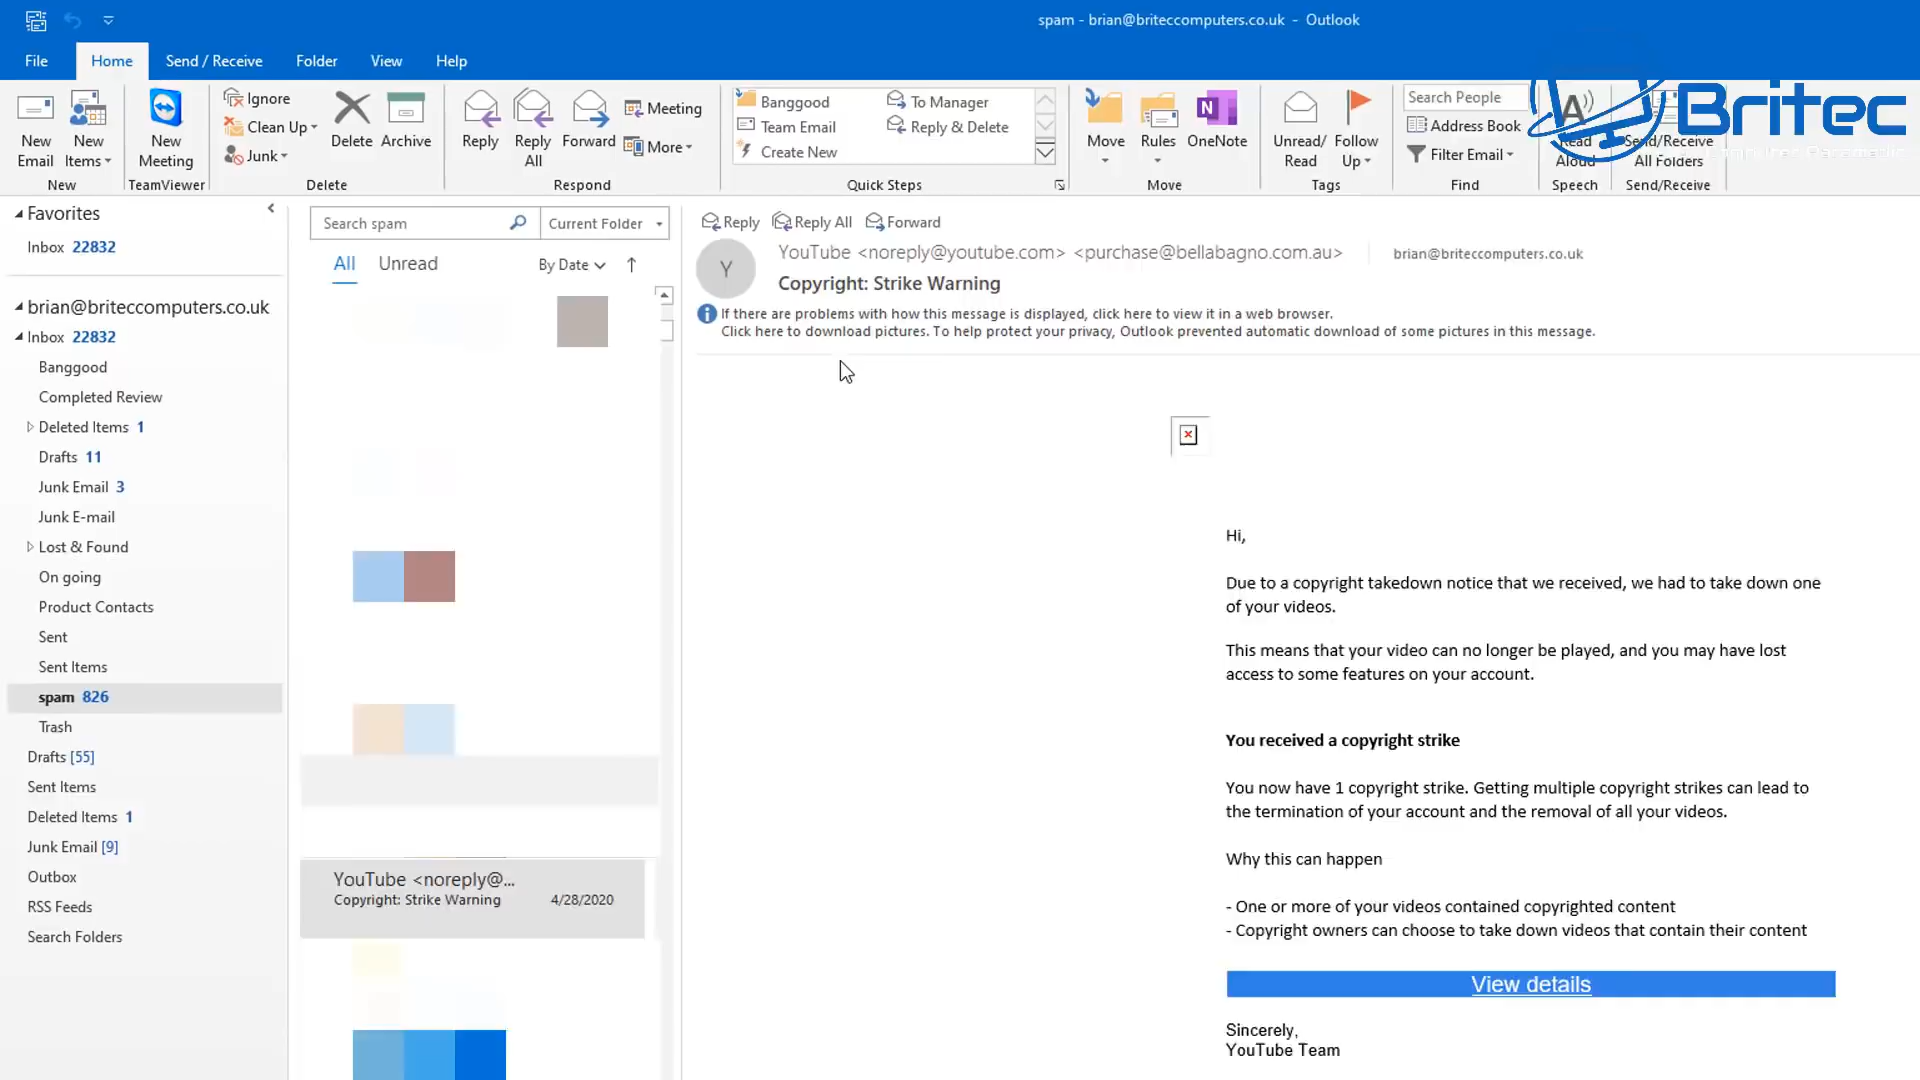 spam - brian@briteccomputers.co.uk - Outlook
File Home Send / Receive Folder View Help
New Email
New Items
New
New Meeting
TeamViewer
Ignore
Clean Up
Junk
Delete
Archive
Delete
Reply
Reply All
Forward
Meeting
More
Respond
Banggood
Team Email
Create New
To Manager
Reply & Delete
Quick Steps
Move
Rules
OneNote
Move
Unread/ Read
Follow Up
Tags
Search People
Address Book
Filter Email
Find
Read Aloud
Speech
Send/Receive All Folders
Send/Receive
Britec
Favorites
Inbox 22832
brian@briteccomputers.co.uk
Inbox 22832
Banggood
Completed Review
Deleted Items 1
Drafts 11
Junk Email 3
Junk E-mail
Lost & Found
On going
Product Contacts
Sent
Sent Items
spam 826
Trash
Drafts [55]
Sent Items
Deleted Items 1
Junk Email [9]
Outbox
RSS Feeds
Search Folders
Search spam
Current Folder
All Unread By Date
YouTube <noreply@...
Copyright: Strike Warning 4/28/2020
Reply Reply All Forward
Y
YouTube <noreply@youtube.com> <purchase@bellabagno.com.au>
brian@briteccomputers.co.uk
Copyright: Strike Warning
If there are problems with how this message is displayed, click here to view it in a web browser.
Click here to download pictures. To help protect your privacy, Outlook prevented automatic download of some pictures in this message.
Hi,
Due to a copyright takedown notice that we received, we had to take down one
of your videos.
This means that your video can no longer be played, and you may have lost
access to some features on your account.
You received a copyright strike
You now have 1 copyright strike. Getting multiple copyright strikes can lead to
the termination of your account and the removal of all your videos.
Why this can happen
- One or more of your videos contained copyrighted content
- Copyright owners can choose to take down videos that contain their content
View details
Sincerely,
YouTube Team